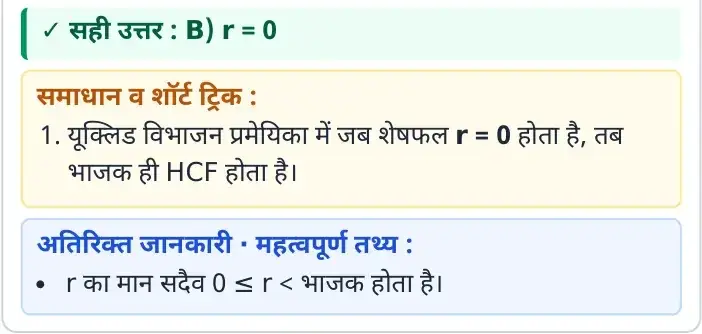 ✓ सही उत्तर : B) r = 0
समाधान व शॉर्ट ट्रिक :
1. यूक्लिड विभाजन प्रमेयिका में जब शेषफल r = 0 होता है, तब
भाजक ही HCF होता है।
अतिरिक्त जानकारी · महत्वपूर्ण तथ्य :
• r का मान सदैव 0 ≤ r < भाजक होता है।